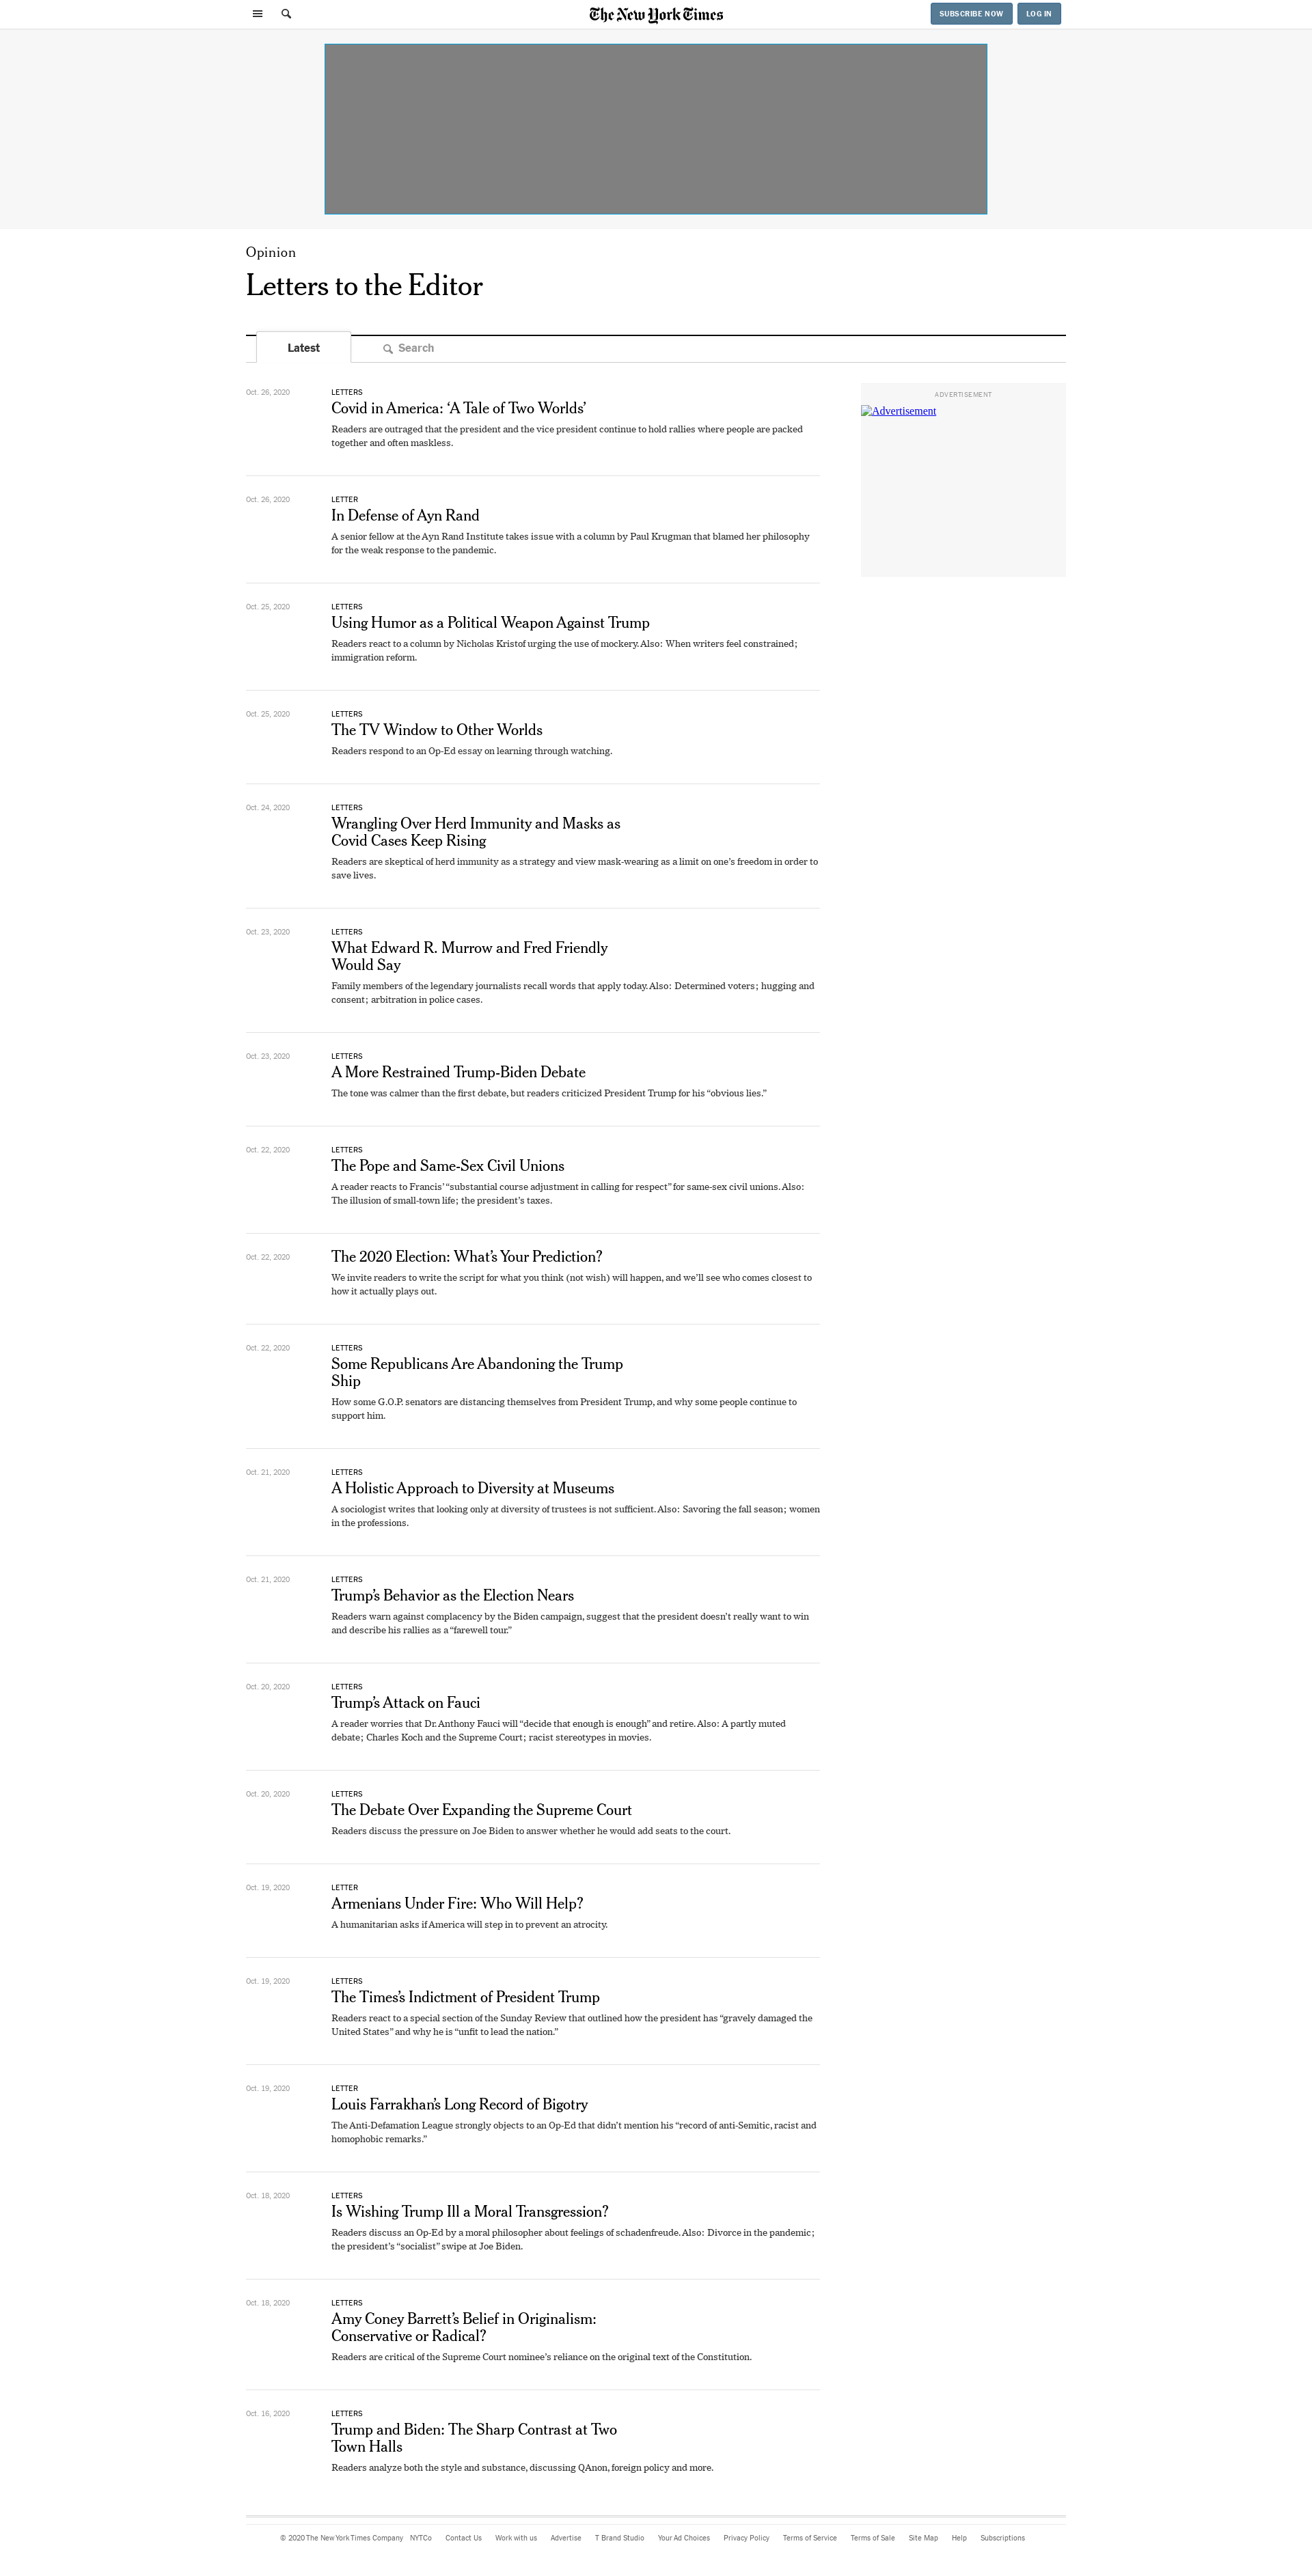 The New York Times
SUBSCRIBE NOW
LOG IN
Opinion
Letters to the Editor
Latest
Search
ADVERTISEMENT
Advertisement
Oct. 26, 2020
LETTERS
Covid in America: ‘A Tale of Two Worlds’
Readers are outraged that the president and the vice president continue to hold rallies where people are packed
together and often maskless.
Oct. 26, 2020
LETTER
In Defense of Ayn Rand
A senior fellow at the Ayn Rand Institute takes issue with a column by Paul Krugman that blamed her philosophy
for the weak response to the pandemic.
Oct. 25, 2020
LETTERS
Using Humor as a Political Weapon Against Trump
Readers react to a column by Nicholas Kristof urging the use of mockery. Also: When writers feel constrained;
immigration reform.
Oct. 25, 2020
LETTERS
The TV Window to Other Worlds
Readers respond to an Op-Ed essay on learning through watching.
Oct. 24, 2020
LETTERS
Wrangling Over Herd Immunity and Masks as
Covid Cases Keep Rising
Readers are skeptical of herd immunity as a strategy and view mask-wearing as a limit on one’s freedom in order to
save lives.
Oct. 23, 2020
LETTERS
What Edward R. Murrow and Fred Friendly
Would Say
Family members of the legendary journalists recall words that apply today. Also: Determined voters; hugging and
consent; arbitration in police cases.
Oct. 23, 2020
LETTERS
A More Restrained Trump-Biden Debate
The tone was calmer than the first debate, but readers criticized President Trump for his “obvious lies.”
Oct. 22, 2020
LETTERS
The Pope and Same-Sex Civil Unions
A reader reacts to Francis’ “substantial course adjustment in calling for respect” for same-sex civil unions. Also:
The illusion of small-town life; the president’s taxes.
Oct. 22, 2020
The 2020 Election: What’s Your Prediction?
We invite readers to write the script for what you think (not wish) will happen, and we’ll see who comes closest to
how it actually plays out.
Oct. 22, 2020
LETTERS
Some Republicans Are Abandoning the Trump
Ship
How some G.O.P. senators are distancing themselves from President Trump, and why some people continue to
support him.
Oct. 21, 2020
LETTERS
A Holistic Approach to Diversity at Museums
A sociologist writes that looking only at diversity of trustees is not sufficient. Also: Savoring the fall season; women
in the professions.
Oct. 21, 2020
LETTERS
Trump’s Behavior as the Election Nears
Readers warn against complacency by the Biden campaign, suggest that the president doesn’t really want to win
and describe his rallies as a “farewell tour.”
Oct. 20, 2020
LETTERS
Trump’s Attack on Fauci
A reader worries that Dr. Anthony Fauci will “decide that enough is enough” and retire. Also: A partly muted
debate; Charles Koch and the Supreme Court; racist stereotypes in movies.
Oct. 20, 2020
LETTERS
The Debate Over Expanding the Supreme Court
Readers discuss the pressure on Joe Biden to answer whether he would add seats to the court.
Oct. 19, 2020
LETTER
Armenians Under Fire: Who Will Help?
A humanitarian asks if America will step in to prevent an atrocity.
Oct. 19, 2020
LETTERS
The Times’s Indictment of President Trump
Readers react to a special section of the Sunday Review that outlined how the president has “gravely damaged the
United States” and why he is “unfit to lead the nation.”
Oct. 19, 2020
LETTER
Louis Farrakhan’s Long Record of Bigotry
The Anti-Defamation League strongly objects to an Op-Ed that didn’t mention his “record of anti-Semitic, racist and
homophobic remarks.”
Oct. 18, 2020
LETTERS
Is Wishing Trump Ill a Moral Transgression?
Readers discuss an Op-Ed by a moral philosopher about feelings of schadenfreude. Also: Divorce in the pandemic;
the president’s “socialist” swipe at Joe Biden.
Oct. 18, 2020
LETTERS
Amy Coney Barrett’s Belief in Originalism:
Conservative or Radical?
Readers are critical of the Supreme Court nominee’s reliance on the original text of the Constitution.
Oct. 16, 2020
LETTERS
Trump and Biden: The Sharp Contrast at Two
Town Halls
Readers analyze both the style and substance, discussing QAnon, foreign policy and more.
© 2020 The New York Times Company NYTCo Contact Us Work with us Advertise T Brand Studio Your Ad Choices Privacy Policy Terms of Service Terms of Sale Site Map Help Subscriptions